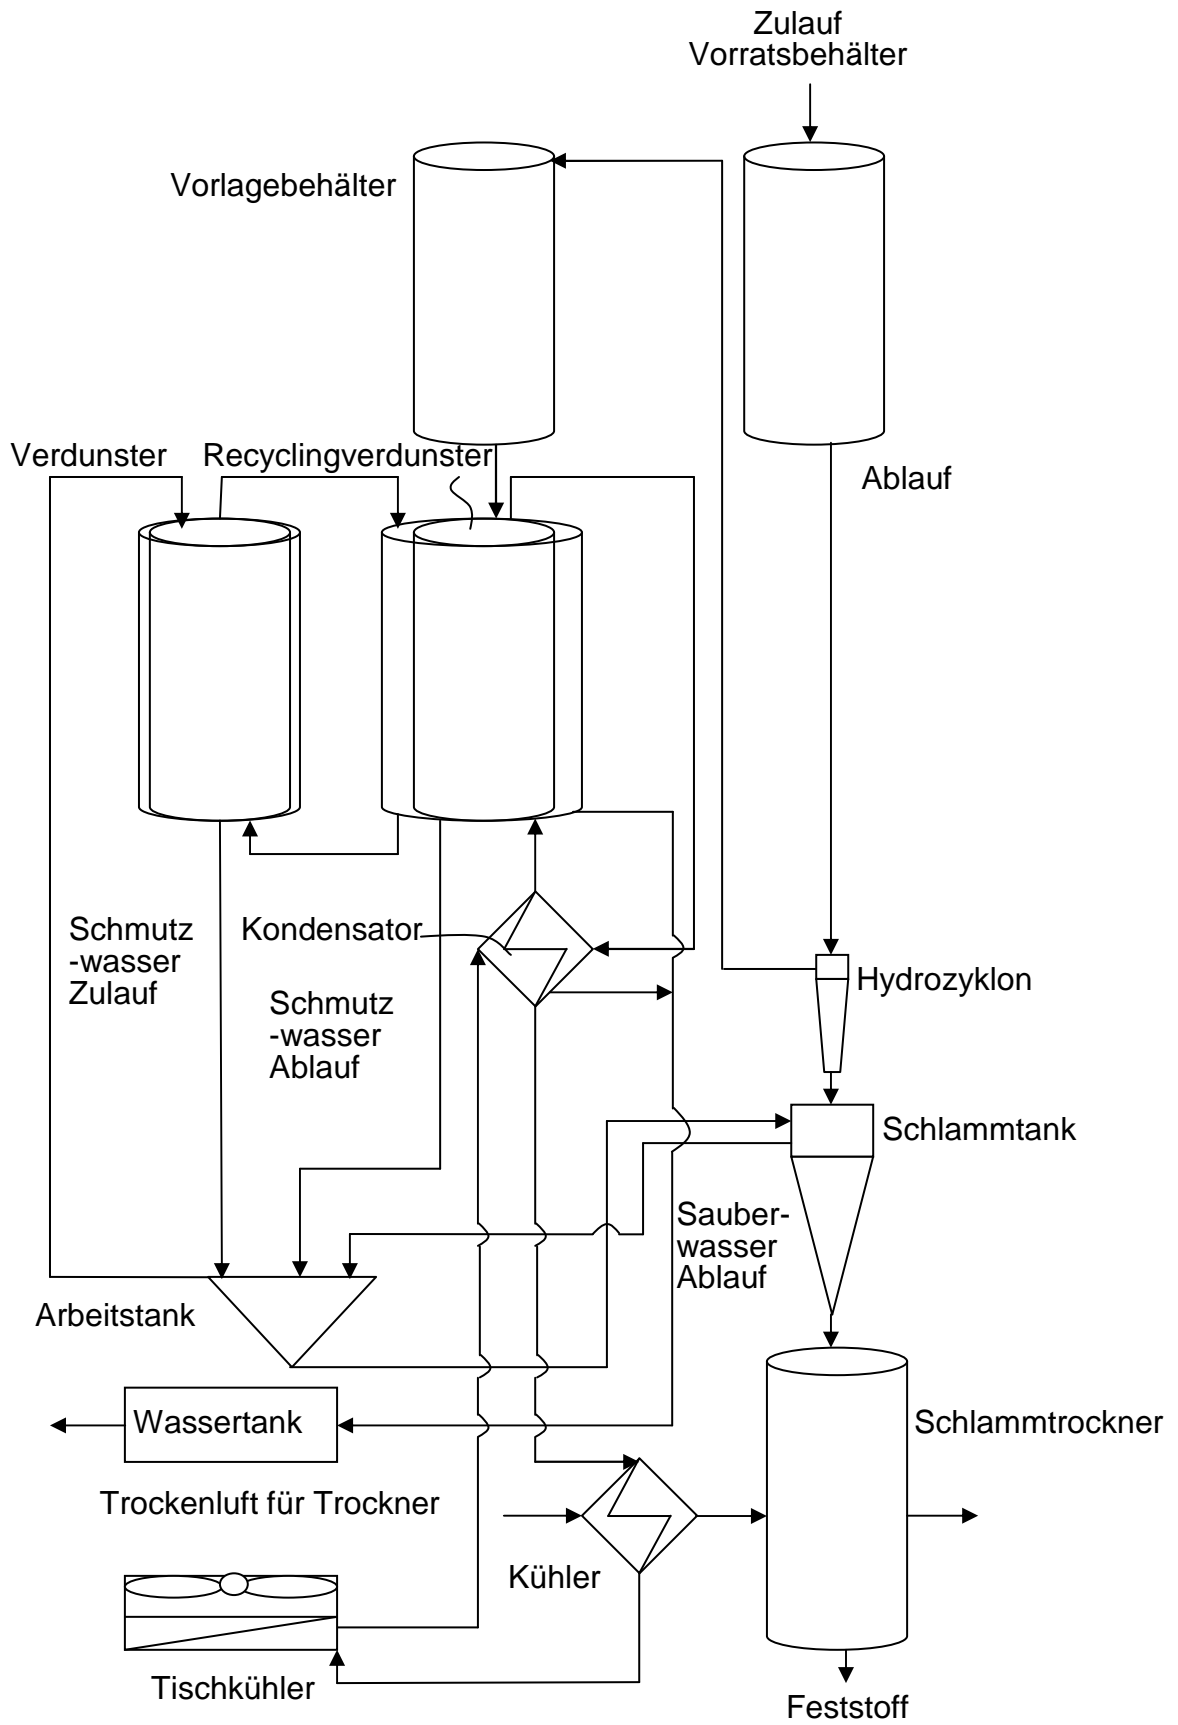 Zulauf
Vorratsbehälter
Vorlagebehälter
Verdunster
Recyclingverdunster
Ablauf
Schmutz
-wasser
Zulauf
Kondensator
Schmutz
-wasser
Ablauf
Hydrozyklon
Schlammtank
Sauber-
wasser
Ablauf
Arbeitstank
Wassertank
Schlammtrockner
Trockenluft für Trockner
Kühler
Tischkühler
Feststoff